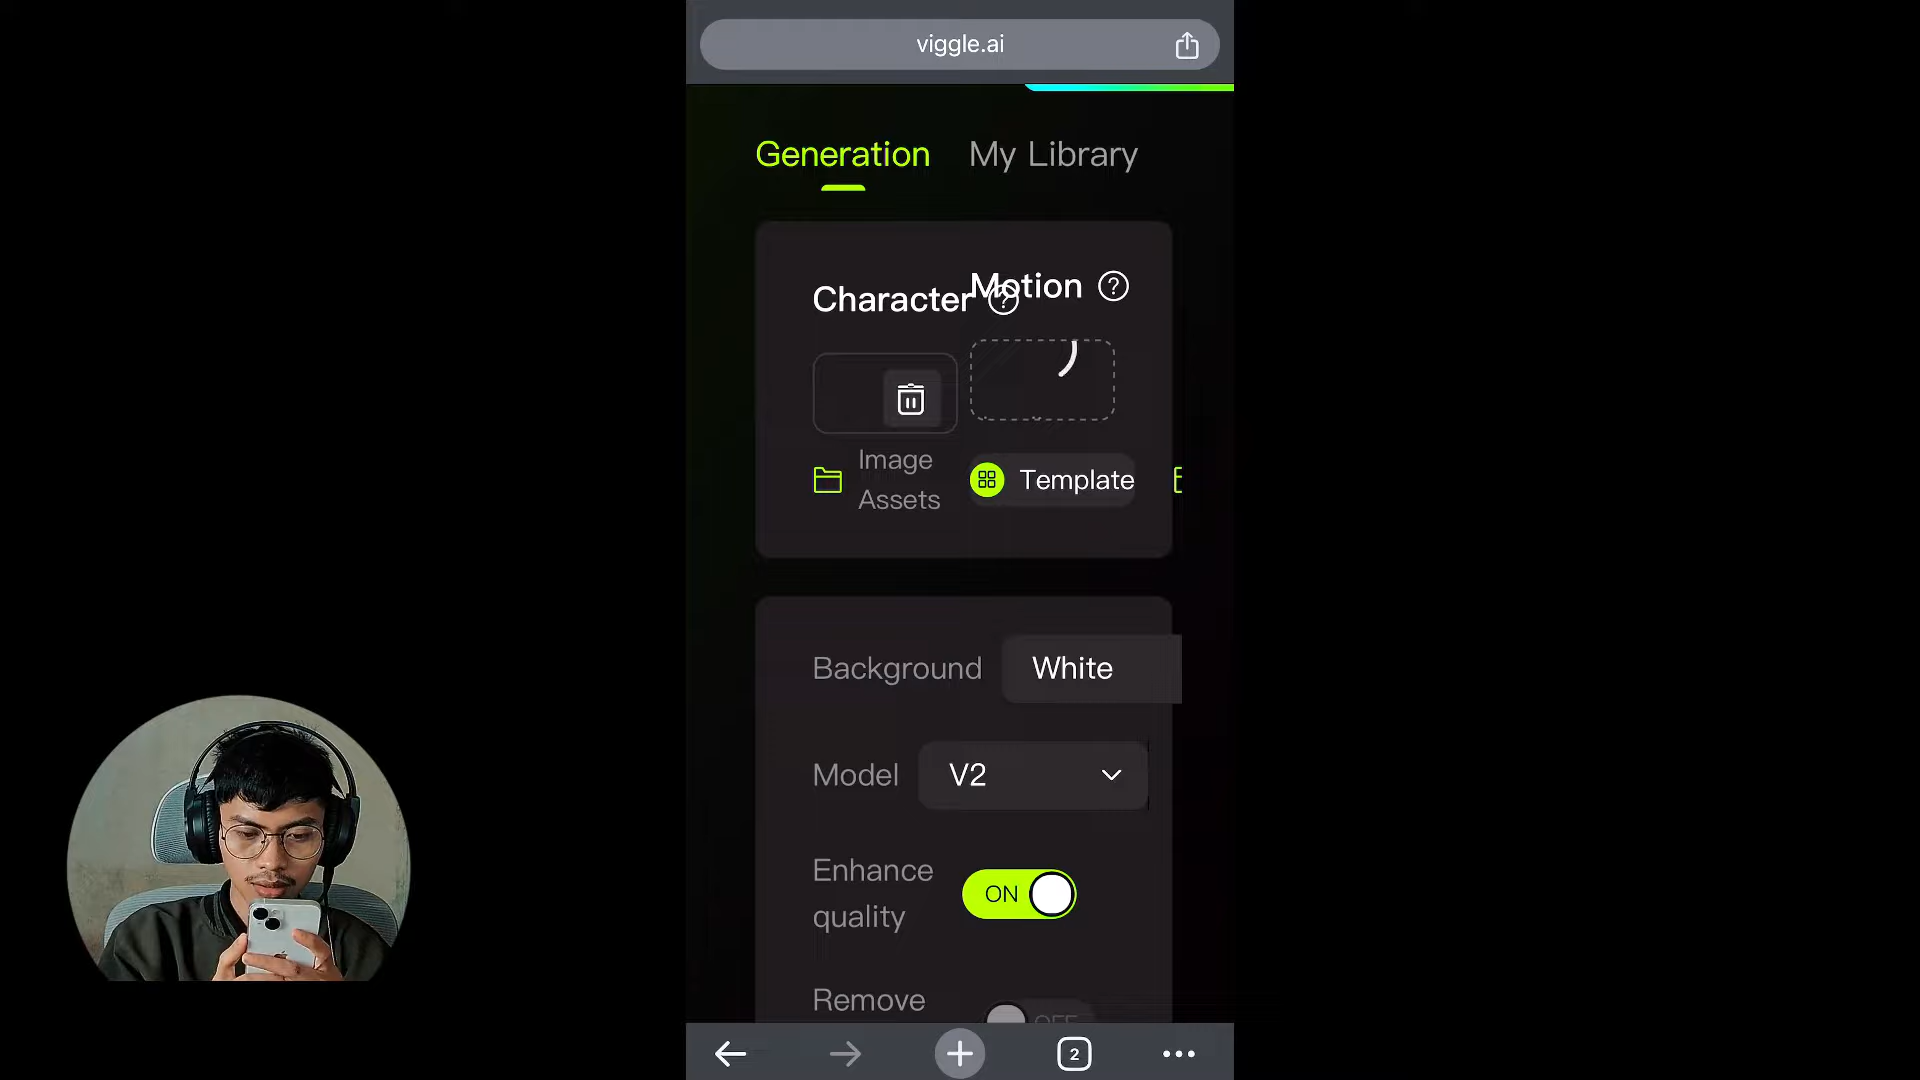 viggle.ai
Generation My Library
Character ?
Motion ?
Image
Assets
Template
Background White
Model V2
Enhance
quality
ON
Remove
OFF
2